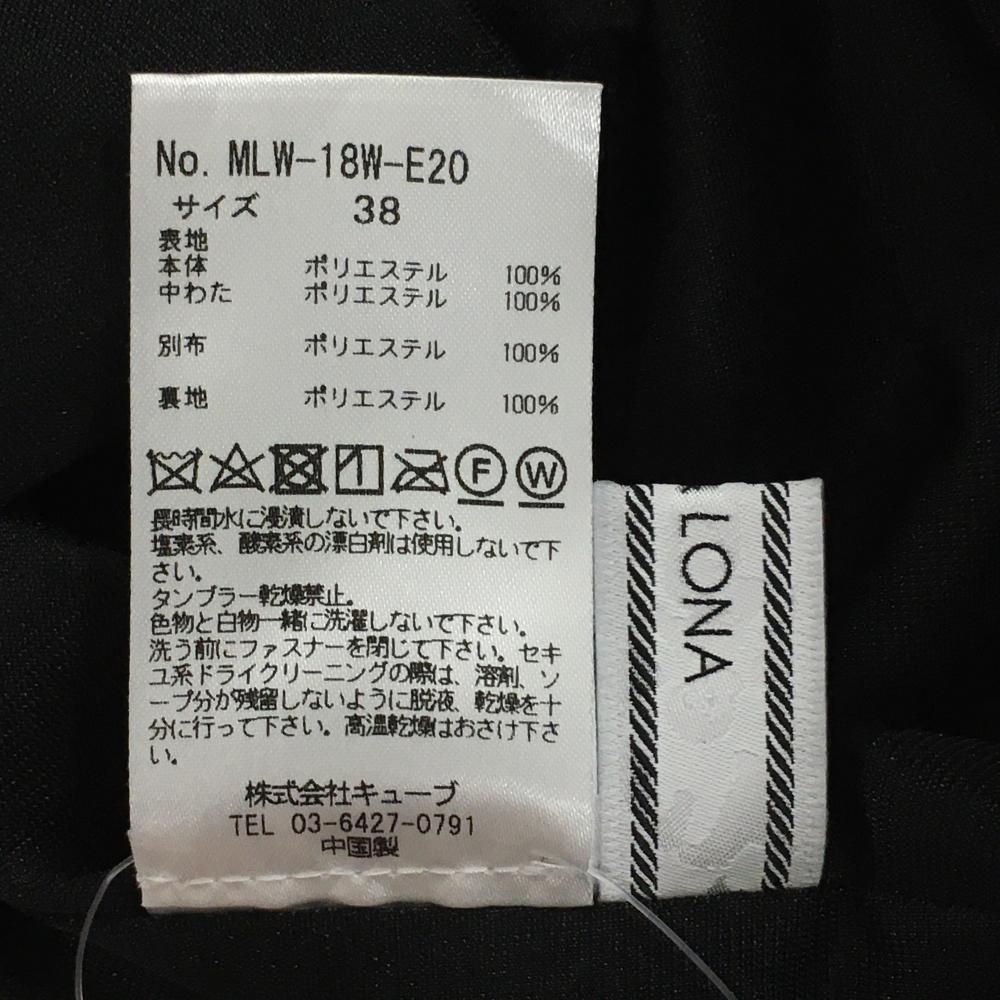 No. MLW-18W-E20
サイズ 38
表地
本体 ポリエステル 100%
中わた ポリエステル 100%
別布 ポリエステル 100%
裏地 ポリエステル 100%
F W
長時間水に浸漬しないで下さい。
塩素系、酸素系の漂白剤は使用しないで下
さい。
タンブラー乾燥禁止。
色物と白物一緒に洗濯しないで下さい。
洗う前にファスナーを閉じて下さい。セキ
ユ系ドライクリーニングの際は、溶剤、ソ
ープ分が残留しないように脱液、乾燥を十
分に行って下さい。高温乾燥はおさけ下さ
い。
株式会社キューブ
TEL 03-6427-0791
中国製
LONA